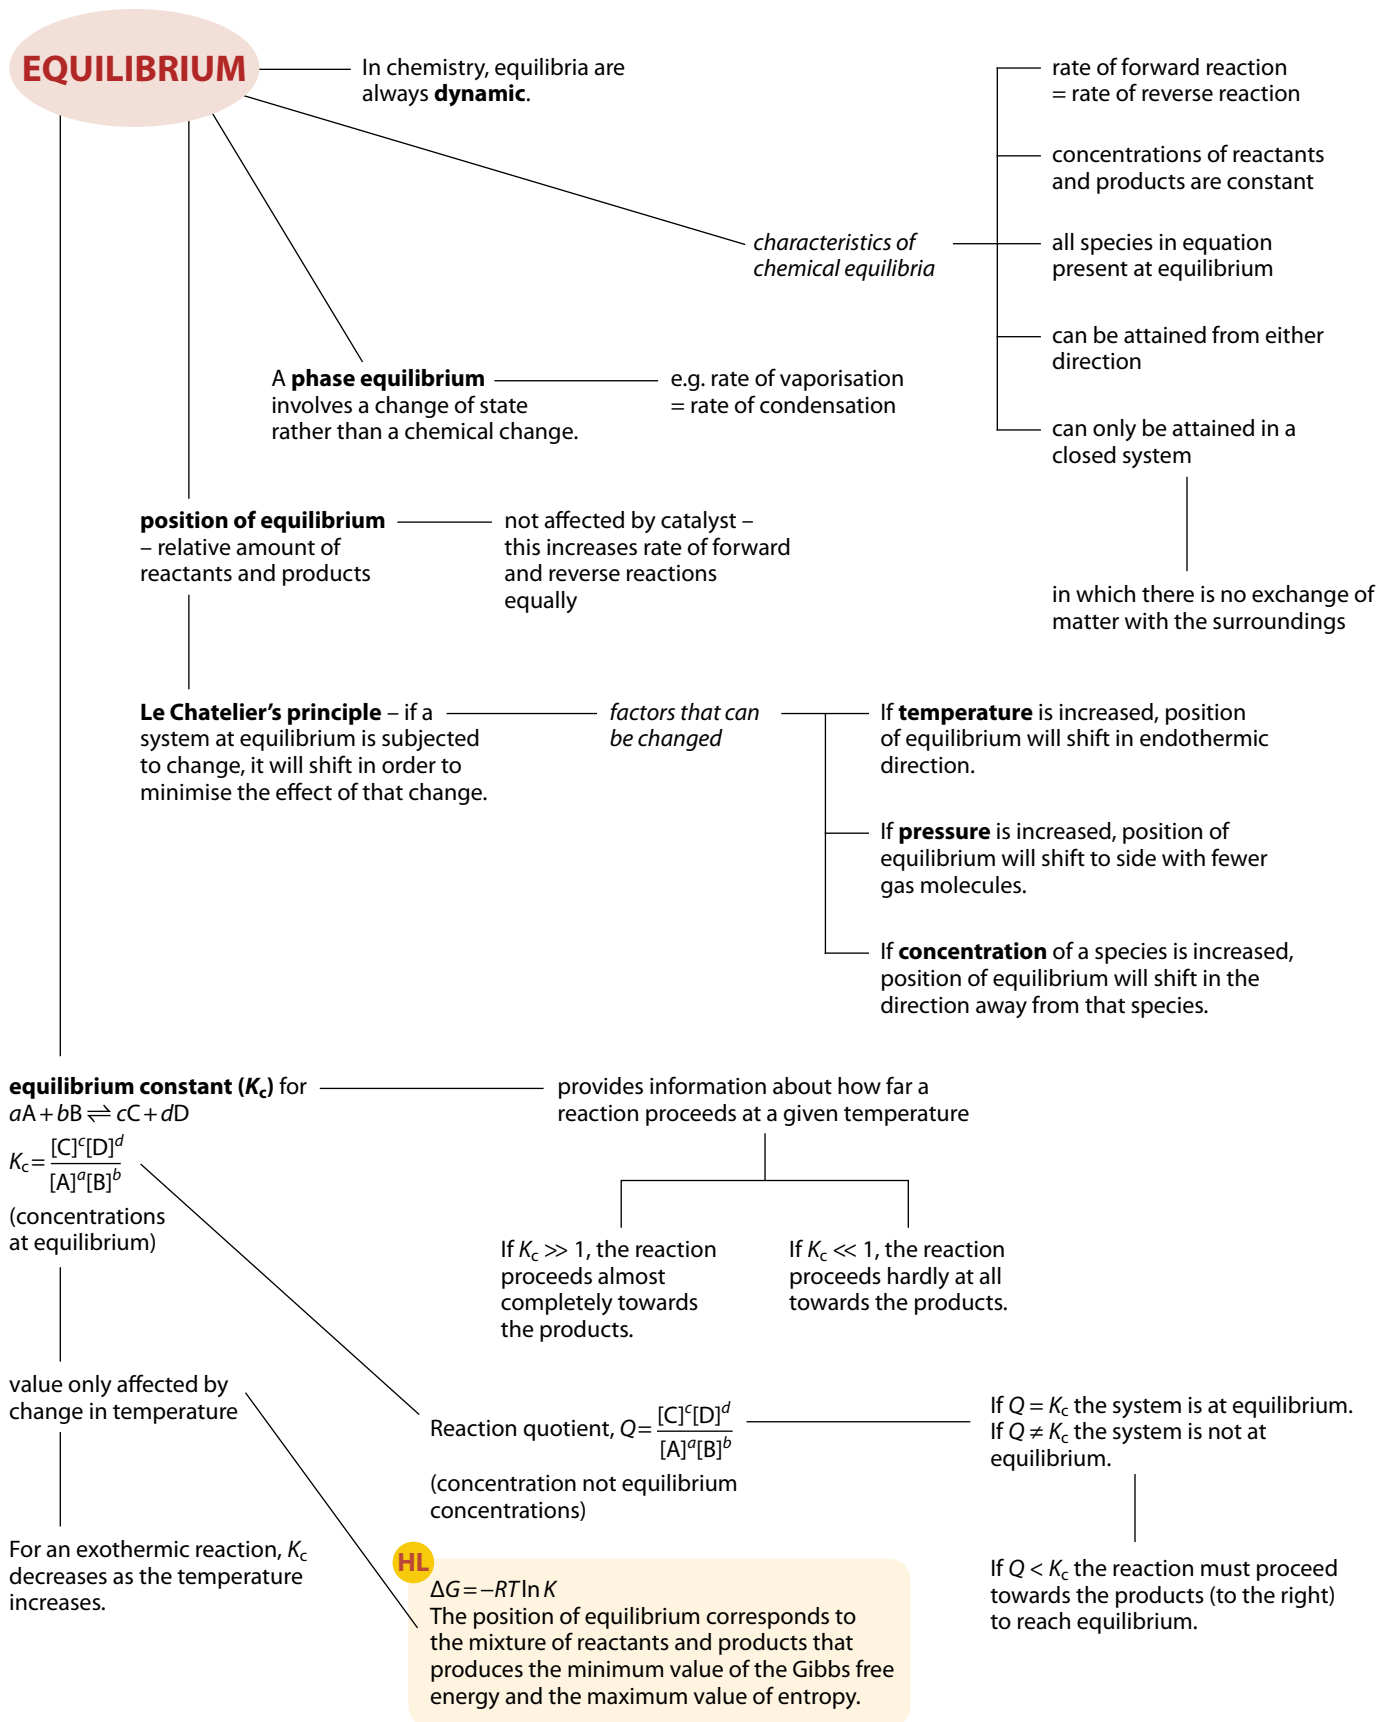 EQUILIBRIUM
In chemistry, equilibria are
always dynamic.
rate of forward reaction
= rate of reverse reaction
concentrations of reactants
and products are constant
characteristics of
chemical equilibria
all species in equation
present at equilibrium
can be attained from either
direction
can only be attained in a
closed system
in which there is no exchange of
matter with the surroundings
A phase equilibrium
involves a change of state
rather than a chemical change.
e.g. rate of vaporisation
= rate of condensation
position of equilibrium
– relative amount of
reactants and products
not affected by catalyst –
this increases rate of forward
and reverse reactions
equally
Le Chatelier’s principle – if a
system at equilibrium is subjected
to change, it will shift in order to
minimise the effect of that change.
factors that can
be changed
If temperature is increased, position
of equilibrium will shift in endothermic
direction.
If pressure is increased, position of
equilibrium will shift to side with fewer
gas molecules.
If concentration of a species is increased,
position of equilibrium will shift in the
direction away from that species.
equilibrium constant (Kc) for
aA + bB ⇌ cC + dD
Kc = [C]^c[D]^d / [A]^a[B]^b
(concentrations
at equilibrium)
provides information about how far a
reaction proceeds at a given temperature
If Kc >> 1, the reaction
proceeds almost
completely towards
the products.
If Kc << 1, the reaction
proceeds hardly at all
towards the products.
value only affected by
change in temperature
For an exothermic reaction, Kc
decreases as the temperature
increases.
Reaction quotient, Q = [C]^c[D]^d / [A]^a[B]^b
(concentration not equilibrium
concentrations)
If Q = Kc the system is at equilibrium.
If Q ≠ Kc the system is not at
equilibrium.
If Q < Kc the reaction must proceed
towards the products (to the right)
to reach equilibrium.
HL
ΔG = −RT ln K
The position of equilibrium corresponds to
the mixture of reactants and products that
produces the minimum value of the Gibbs free
energy and the maximum value of entropy.